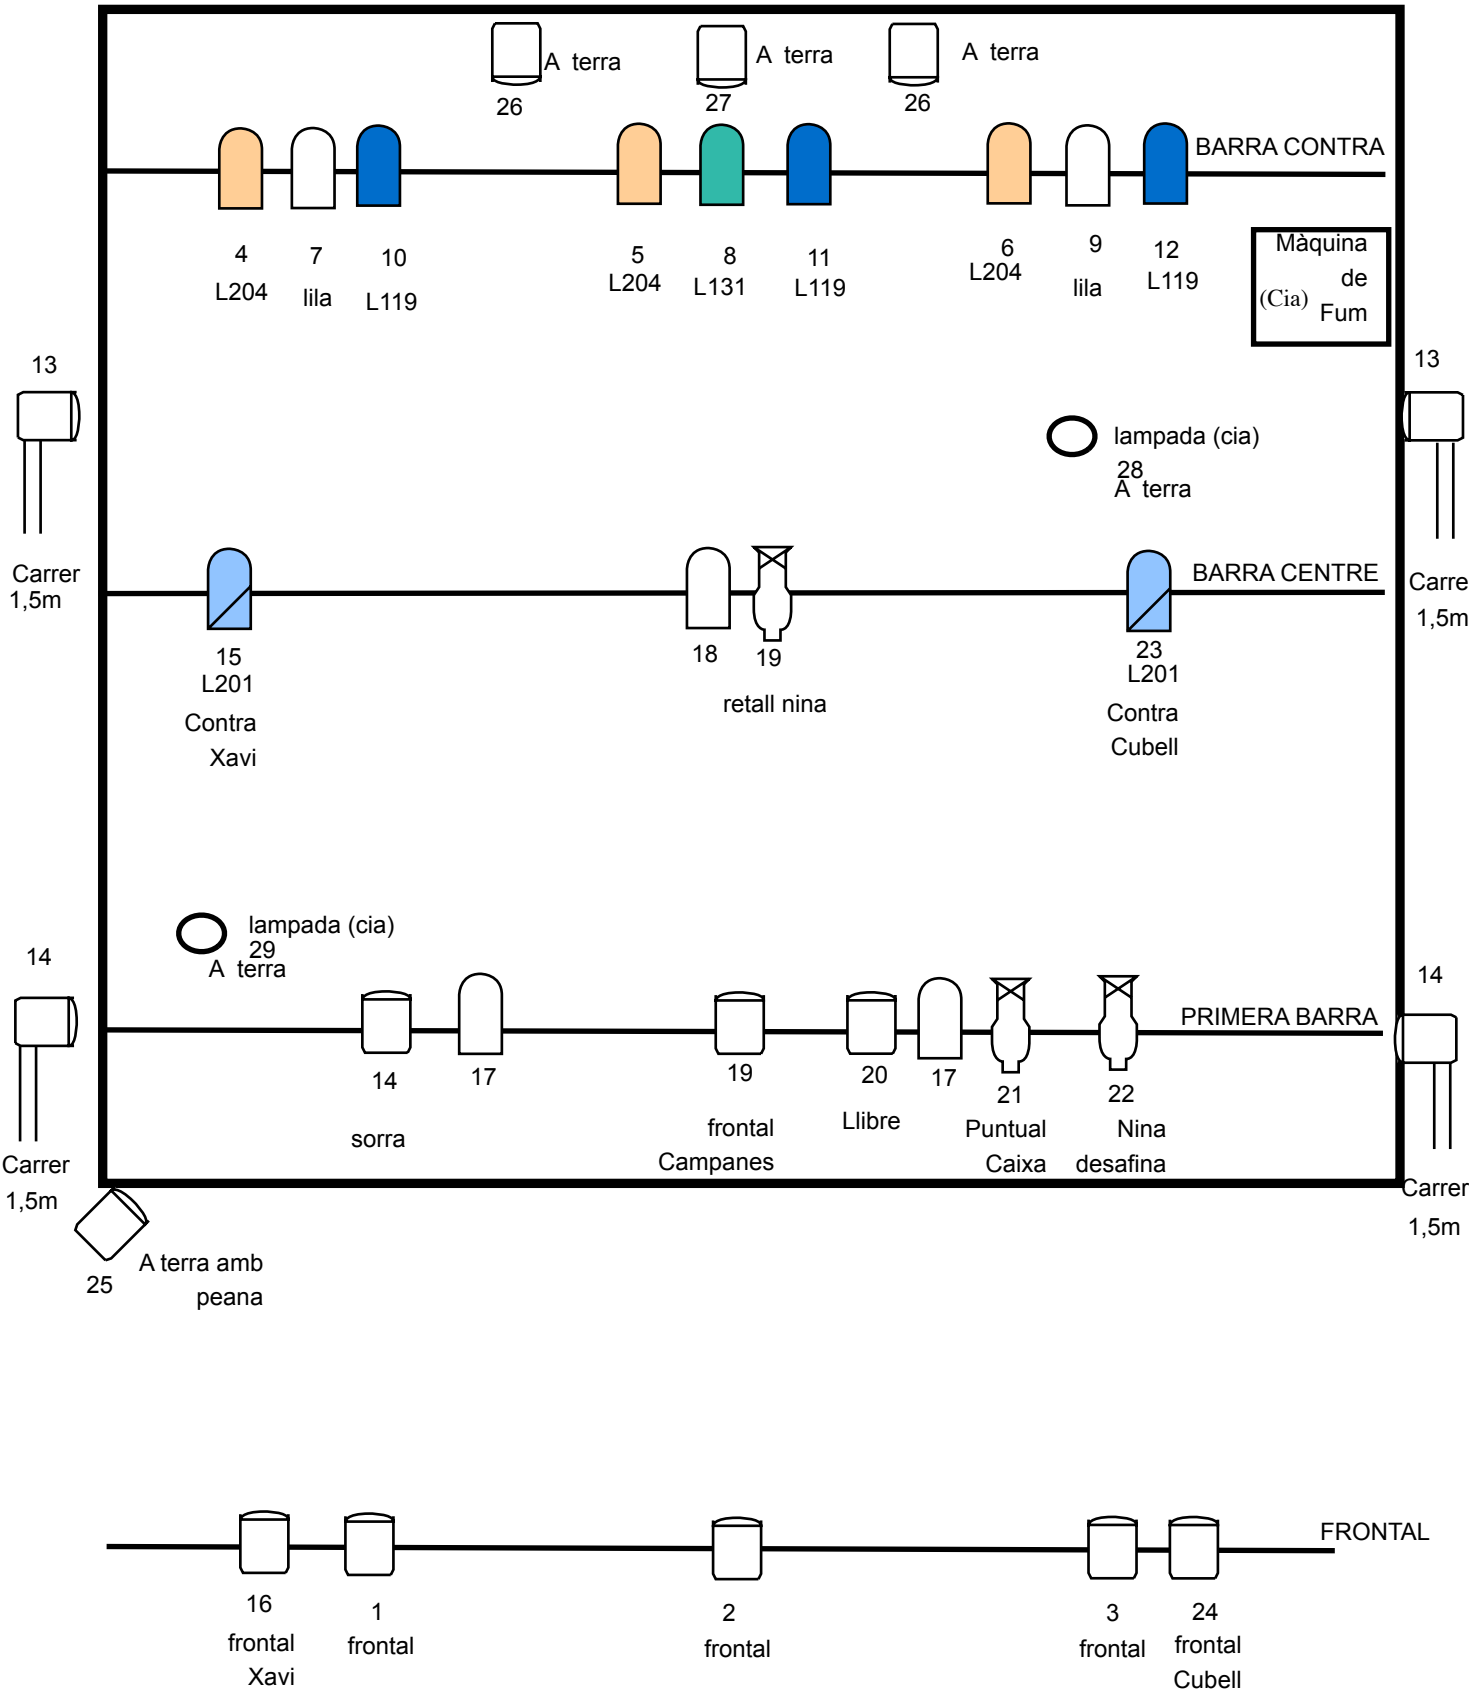 A terra
A terra
A terra
26
27
26
BARRA CONTRA
4
L204
7
lila
10
L119
5
L204
8
L131
11
L119
6
L204
9
lila
12
L119
Màquina
de
(Cia)
Fum
13
Carrer
1,5m
13
Carre
1,5m
lampada (cia)
28
A terra
BARRA CENTRE
15
L201
Contra
Xavi
18
19
retall nina
23
L201
Contra
Cubell
lampada (cia)
29
A terra
14
Carrer
1,5m
14
Carrer
1,5m
PRIMERA BARRA
14
sorra
17
19
frontal
Campanes
20
Llibre
17
21
Puntual
Caixa
22
Nina
desafina
25
A terra amb
peana
FRONTAL
16
frontal
Xavi
1
frontal
2
frontal
3
frontal
24
frontal
Cubell